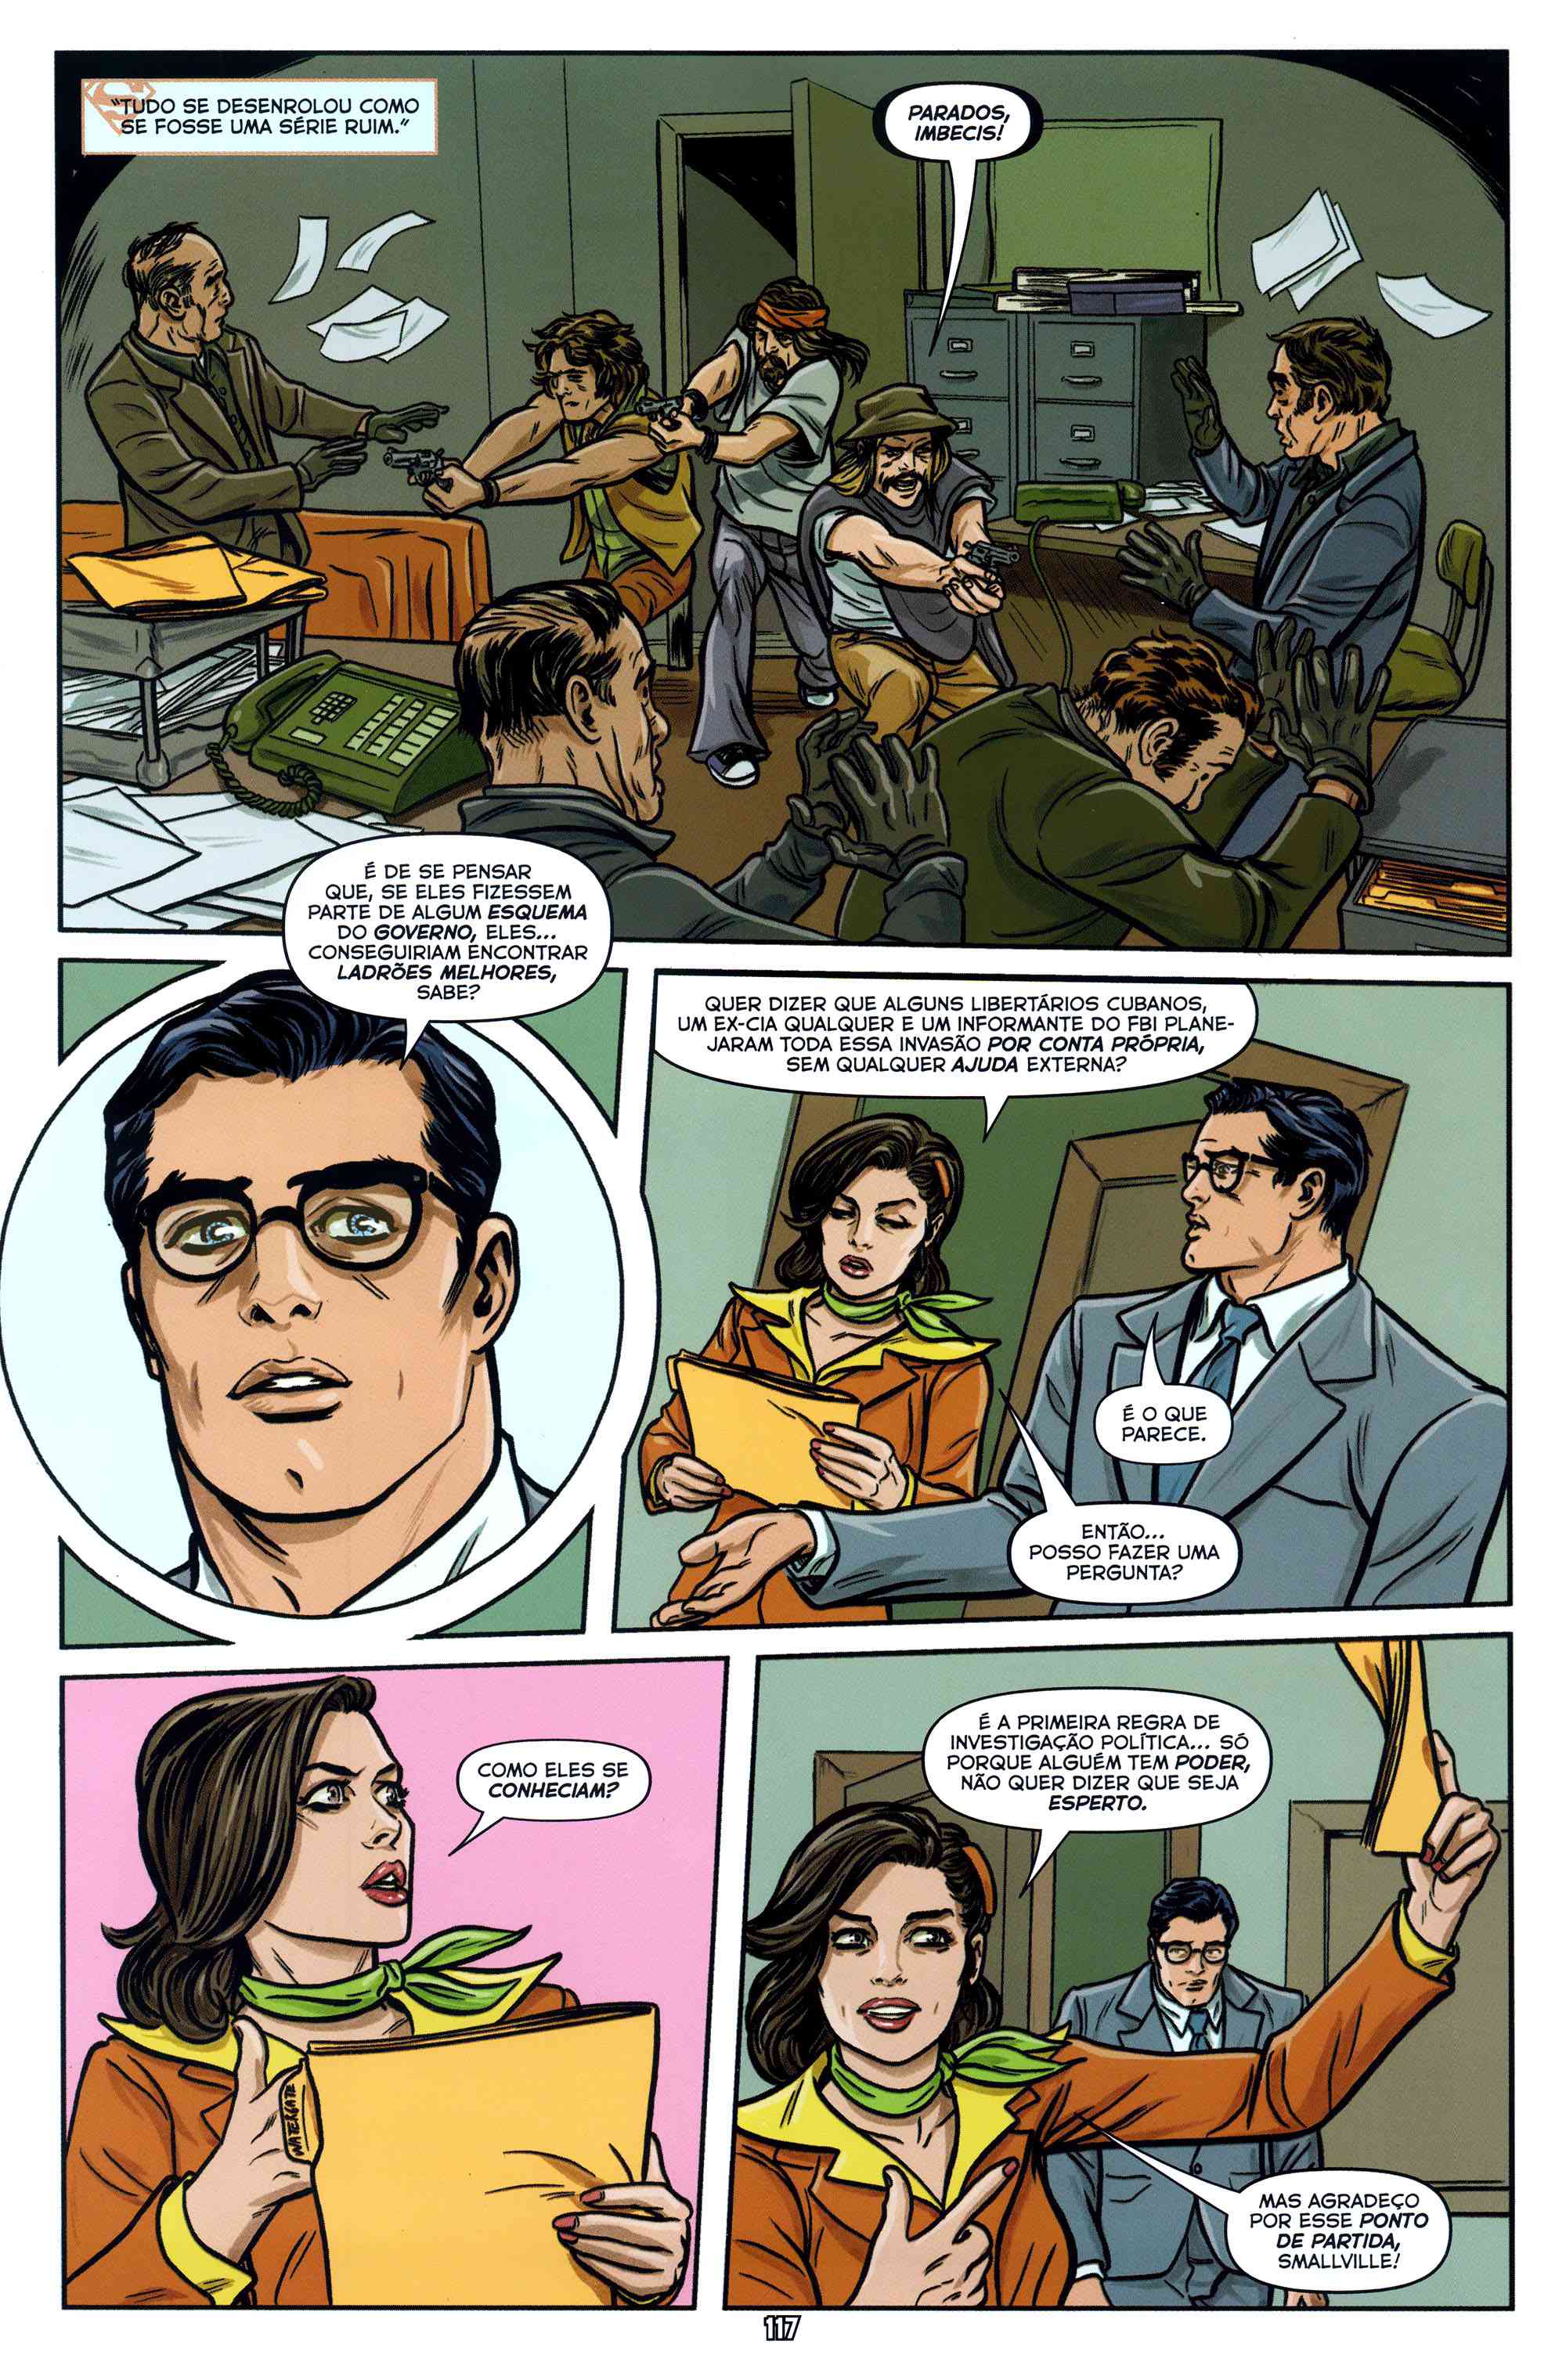 "TUDO SE DESENROLOU COMO
SE FOSSE UMA SÉRIE RUIM."
PARADOS,
IMBECIS!
É DE SE PENSAR
QUE, SE ELES FIZESSEM
PARTE DE ALGUM ESQUEMA
DO GOVERNO, ELES...
CONSEGUIRIAM ENCONTRAR
LADRÕES MELHORES,
SABE?
QUER DIZER QUE ALGUNS LIBERTÁRIOS CUBANOS,
UM EX-CIA QUALQUER E UM INFORMANTE DO FBI PLANE-
JARAM TODA ESSA INVASÃO POR CONTA PRÓPRIA,
SEM QUALQUER AJUDA EXTERNA?
É O QUE
PARECE.
ENTÃO...
POSSO FAZER UMA
PERGUNTA?
COMO ELES SE
CONHECIAM?
WATERGATE
É A PRIMEIRA REGRA DE
INVESTIGAÇÃO POLÍTICA... SÓ
PORQUE ALGUÉM TEM PODER,
NÃO QUER DIZER QUE SEJA
ESPERTO.
MAS AGRADEÇO
POR ESSE PONTO
DE PARTIDA,
SMALLVILLE!
117